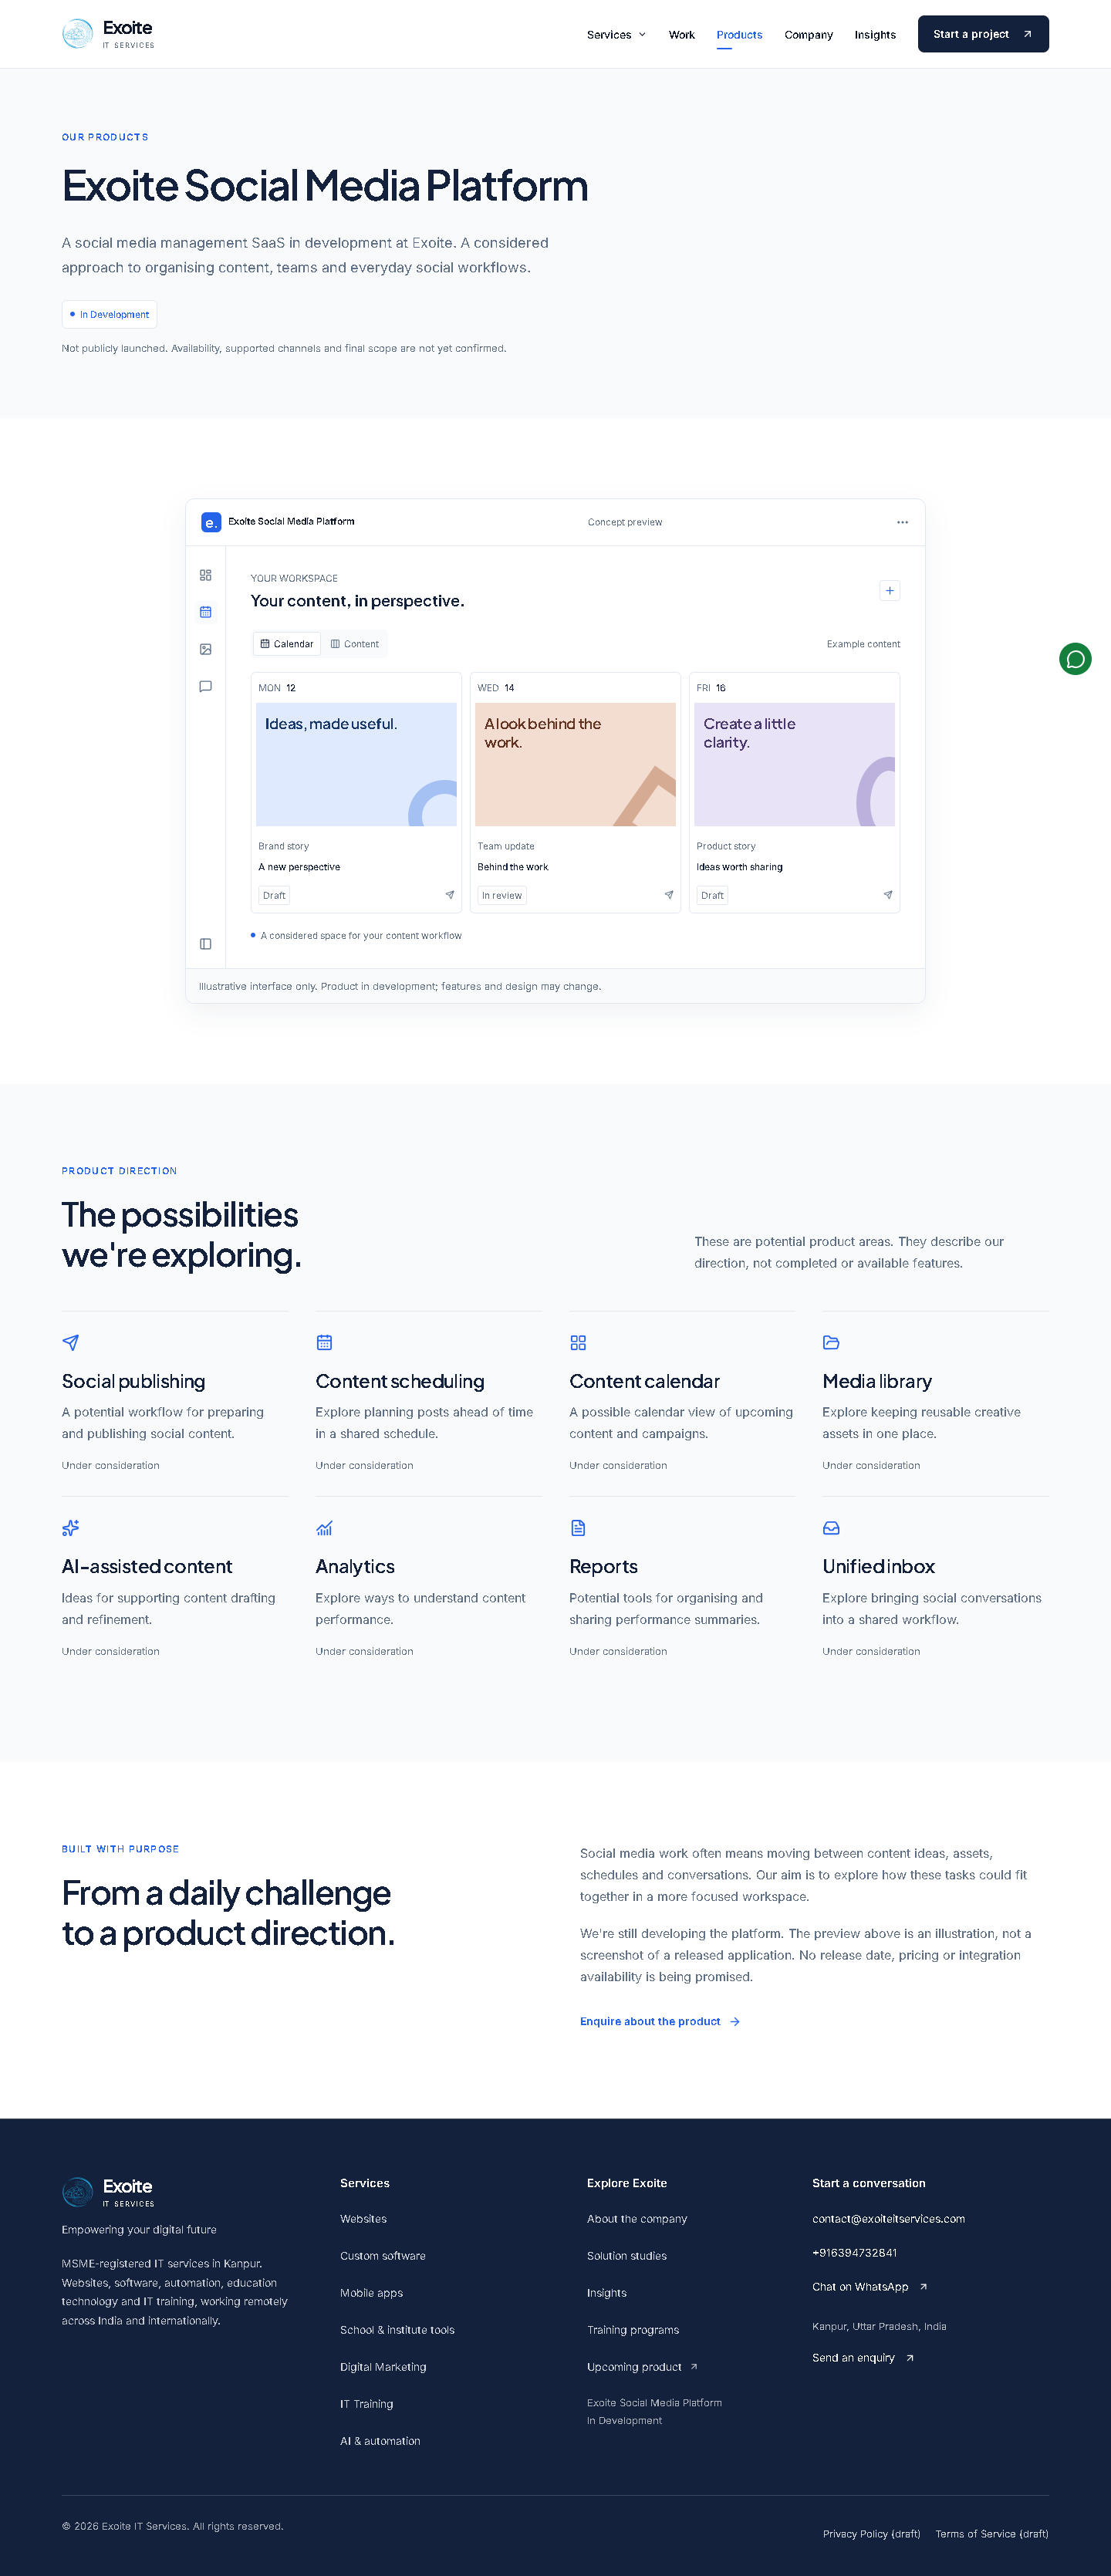 Exoite
IT SERVICES
Services
Work
Products
Company
Insights
Start a project
OUR PRODUCTS
Exoite Social Media Platform
A social media management SaaS in development at Exoite. A considered
approach to organising content, teams and everyday social workflows.
In Development
Not publicly launched. Availability, supported channels and final scope are not yet confirmed.
e.
Exoite Social Media Platform
Concept preview
YOUR WORKSPACE
Your content, in perspective.
Calendar
Content
Example content
MON 12
Ideas, made useful.
Brand story
A new perspective
Draft
WED 14
A look behind the
work.
Team update
Behind the work
In review
FRI 16
Create a little
clarity.
Product story
Ideas worth sharing
Draft
A considered space for your content workflow
Illustrative interface only. Product in development; features and design may change.
PRODUCT DIRECTION
The possibilities
we're exploring.
These are potential product areas. They describe our
direction, not completed or available features.
Social publishing
A potential workflow for preparing
and publishing social content.
Under consideration
Content scheduling
Explore planning posts ahead of time
in a shared schedule.
Under consideration
Content calendar
A possible calendar view of upcoming
content and campaigns.
Under consideration
Media library
Explore keeping reusable creative
assets in one place.
Under consideration
AI-assisted content
Ideas for supporting content drafting
and refinement.
Under consideration
Analytics
Explore ways to understand content
performance.
Under consideration
Reports
Potential tools for organising and
sharing performance summaries.
Under consideration
Unified inbox
Explore bringing social conversations
into a shared workflow.
Under consideration
BUILT WITH PURPOSE
From a daily challenge
to a product direction.
Social media work often means moving between content ideas, assets,
schedules and conversations. Our aim is to explore how these tasks could fit
together in a more focused workspace.
We're still developing the platform. The preview above is an illustration, not a
screenshot of a released application. No release date, pricing or integration
availability is being promised.
Enquire about the product
Exoite
IT SERVICES
Empowering your digital future
MSME-registered IT services in Kanpur.
Websites, software, automation, education
technology and IT training, working remotely
across India and internationally.
Services
Websites
Custom software
Mobile apps
School & institute tools
Digital Marketing
IT Training
AI & automation
Explore Exoite
About the company
Solution studies
Insights
Training programs
Upcoming product
Exoite Social Media Platform
In Development
Start a conversation
contact@exoiteitservices.com
+916394732841
Chat on WhatsApp
Kanpur, Uttar Pradesh, India
Send an enquiry
© 2026 Exoite IT Services. All rights reserved.
Privacy Policy (draft)
Terms of Service (draft)